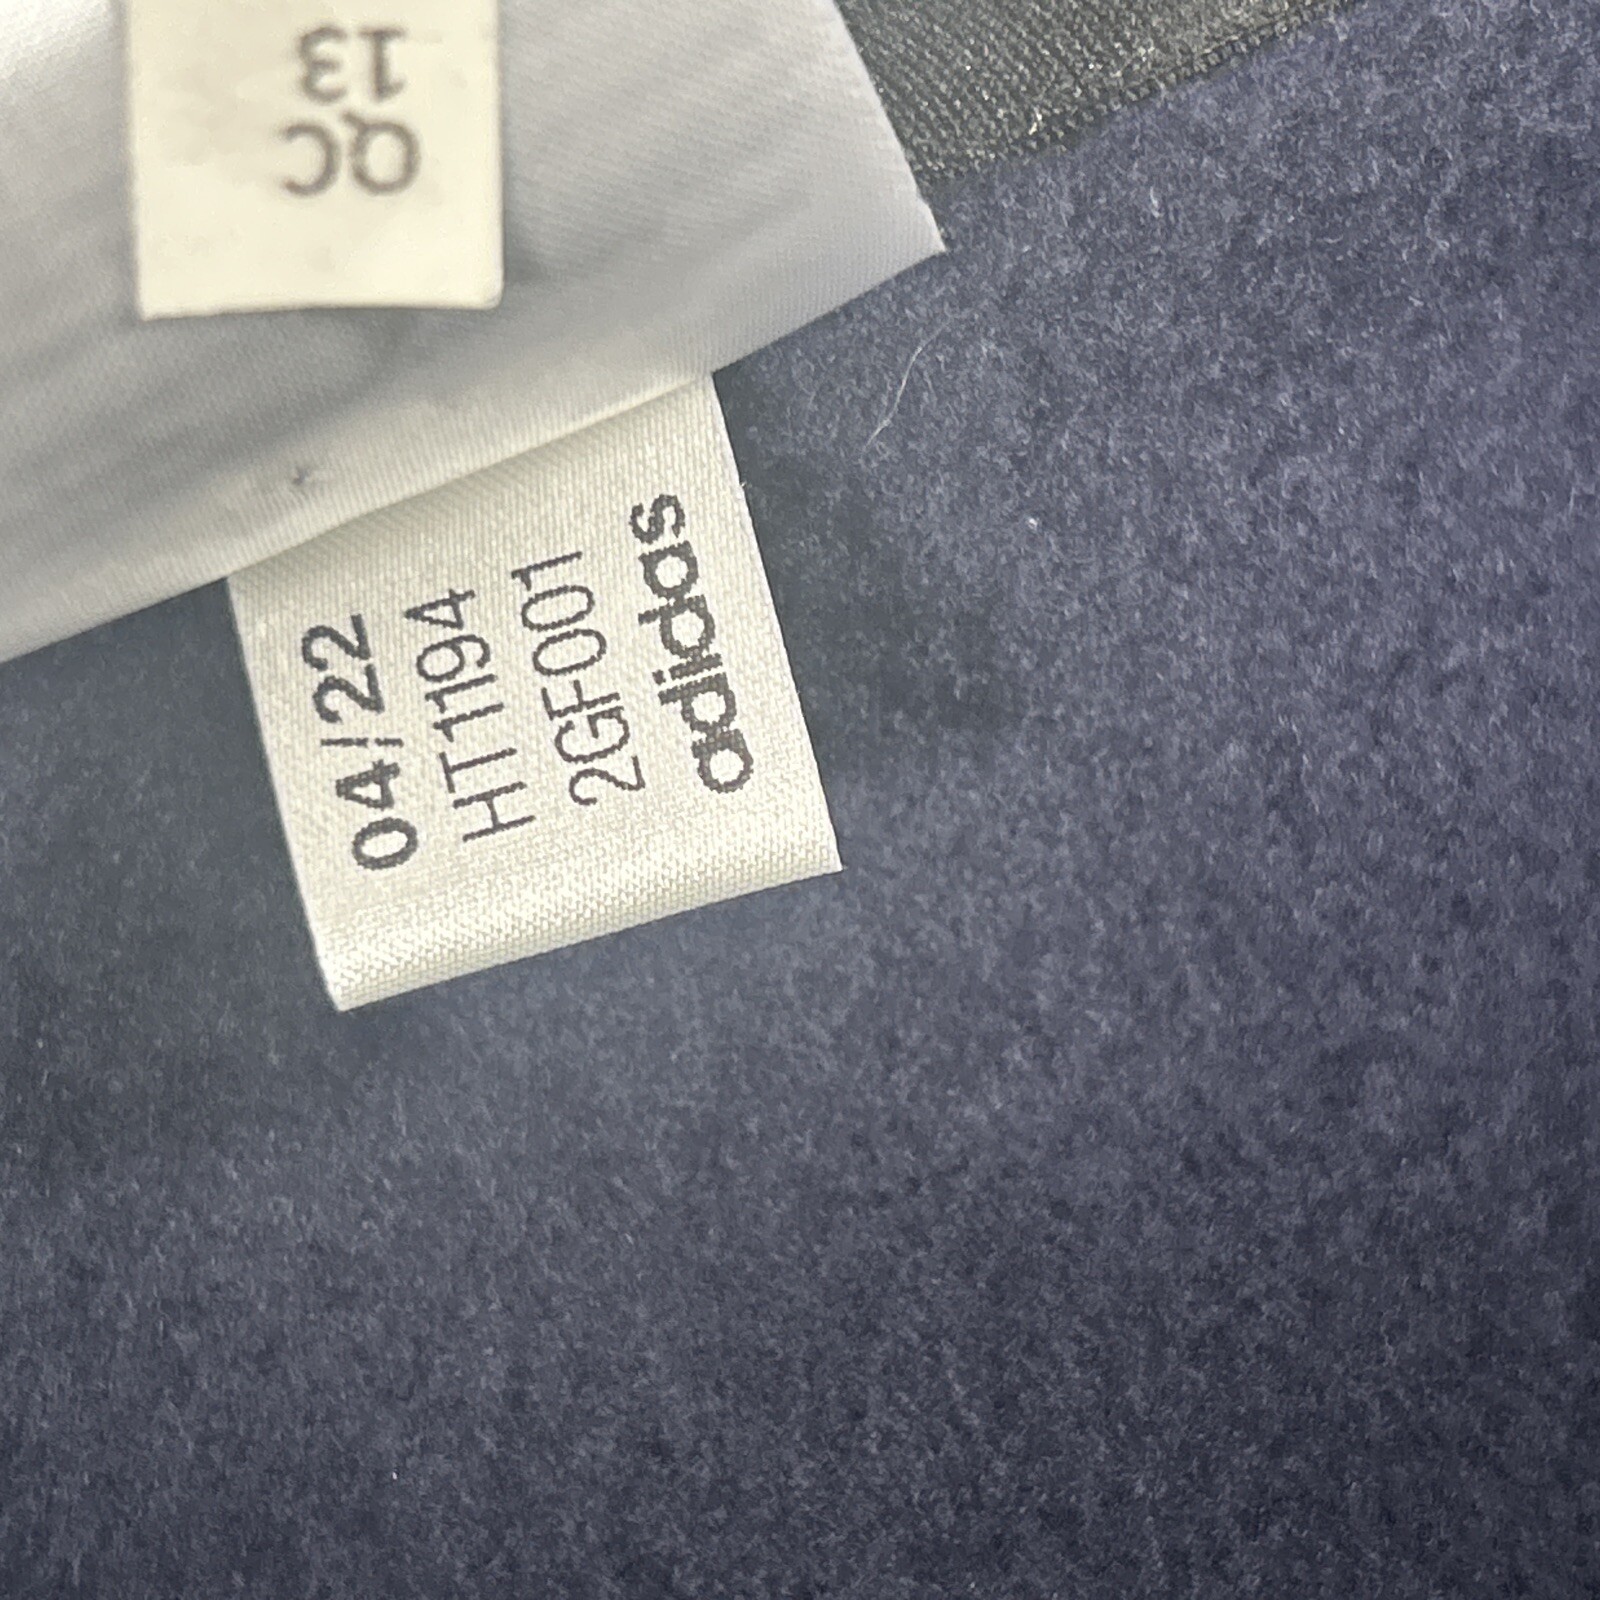 QC
13
04/22
HT1194
2GF001
adidas